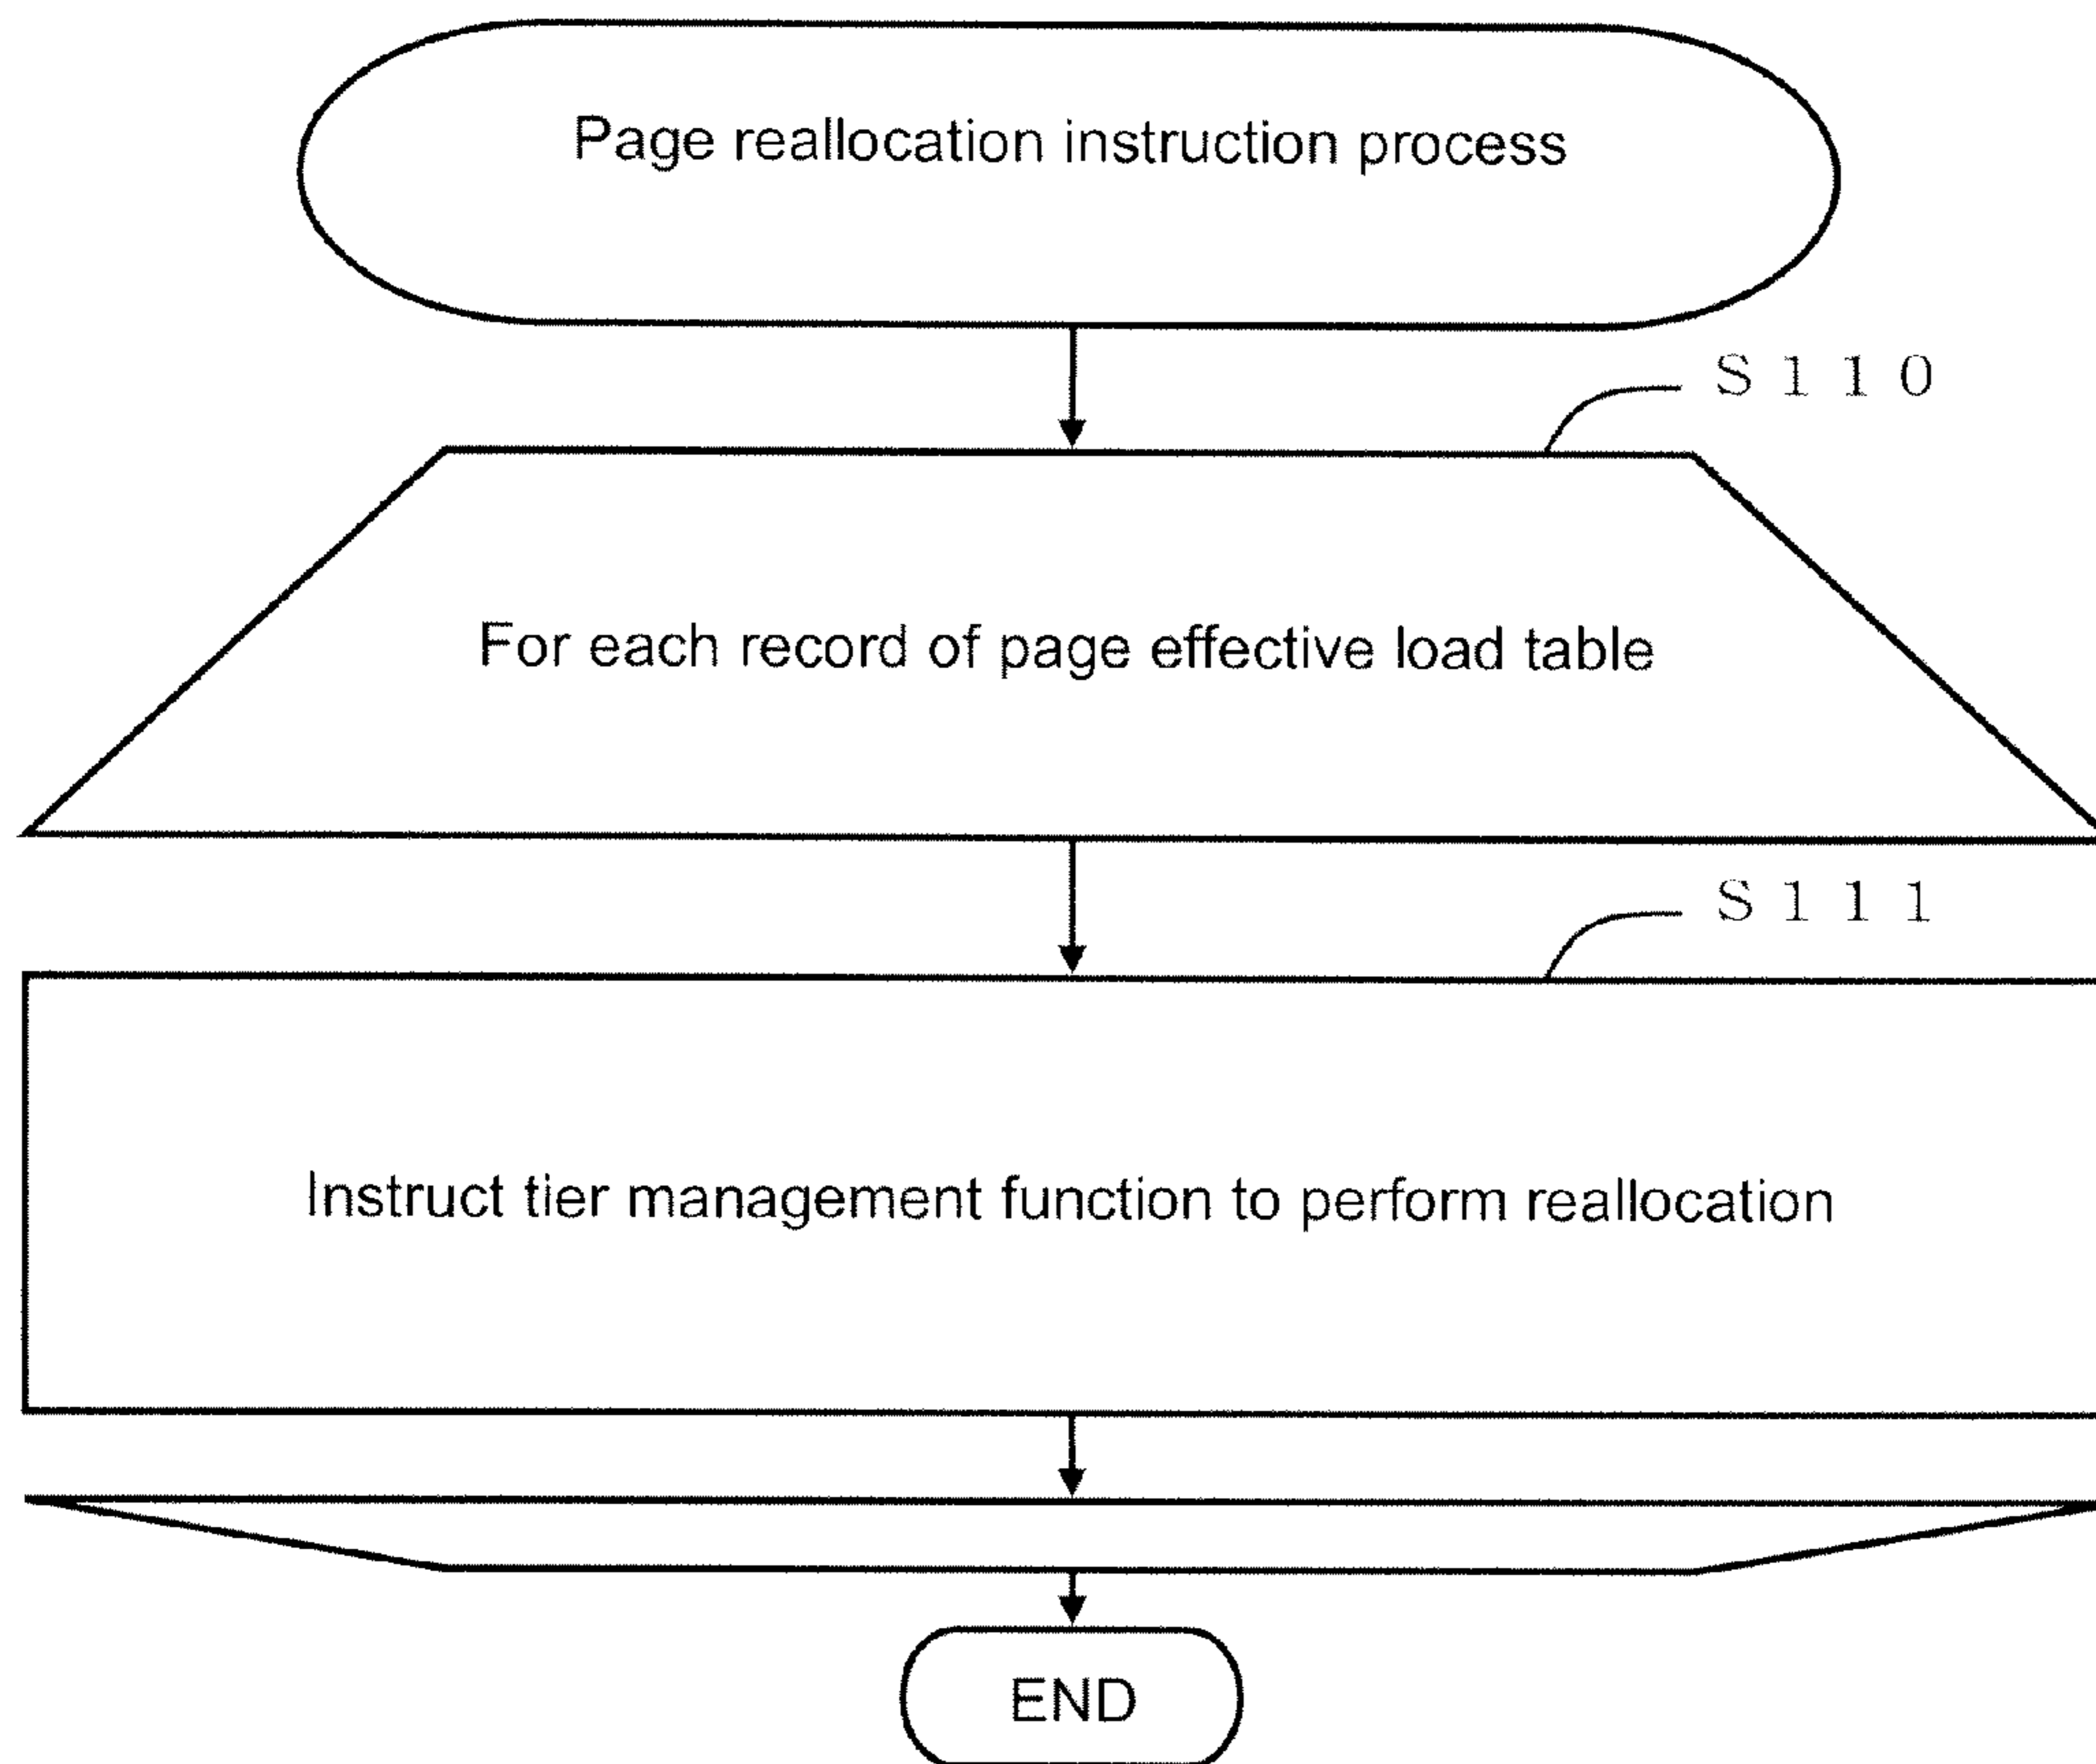 Page reallocation instruction process
S110
For each record of page effective load table
S111
Instruct tier management function to perform reallocation
END